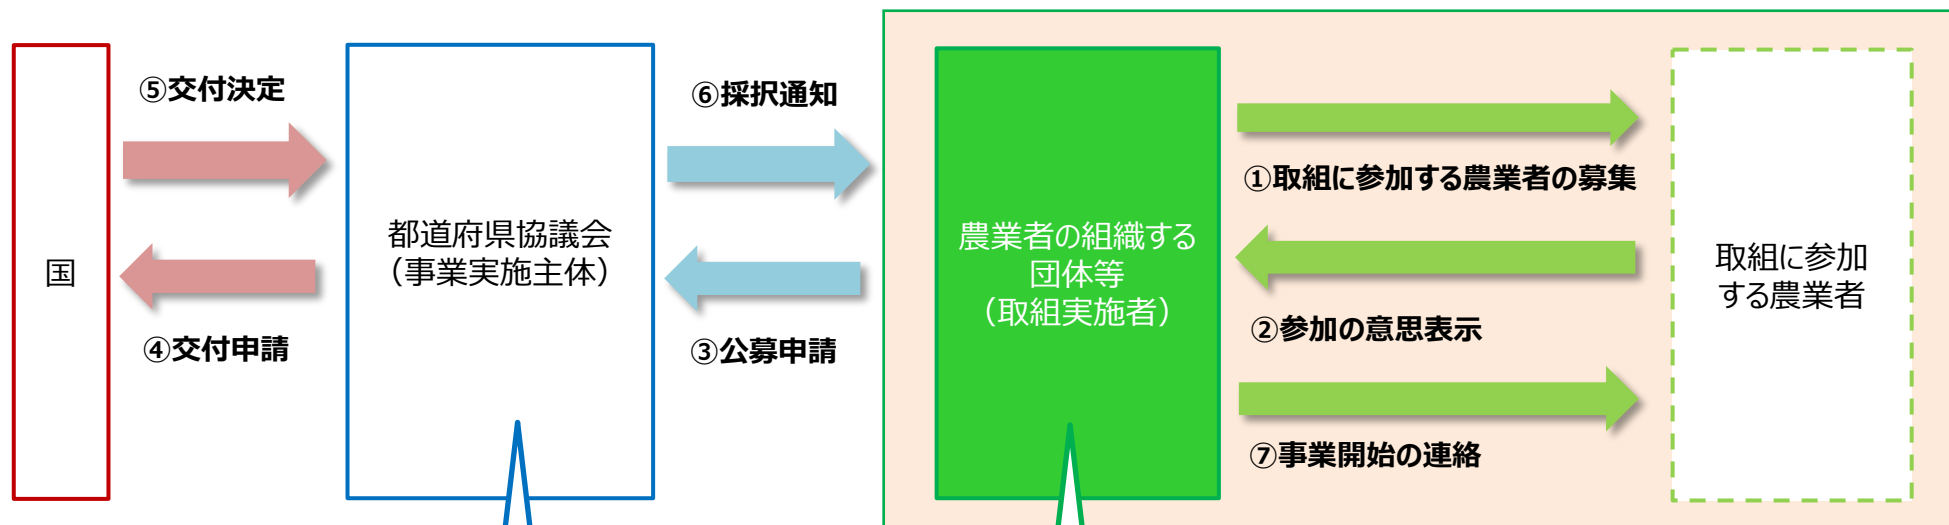 国
⑤交付決定
④交付申請
都道府県協議会
（事業実施主体）
⑥採択通知
③公募申請
農業者の組織する
団体等
（取組実施者）
①取組に参加する農業者の募集
②参加の意思表示
⑦事業開始の連絡
取組に参加
する農業者